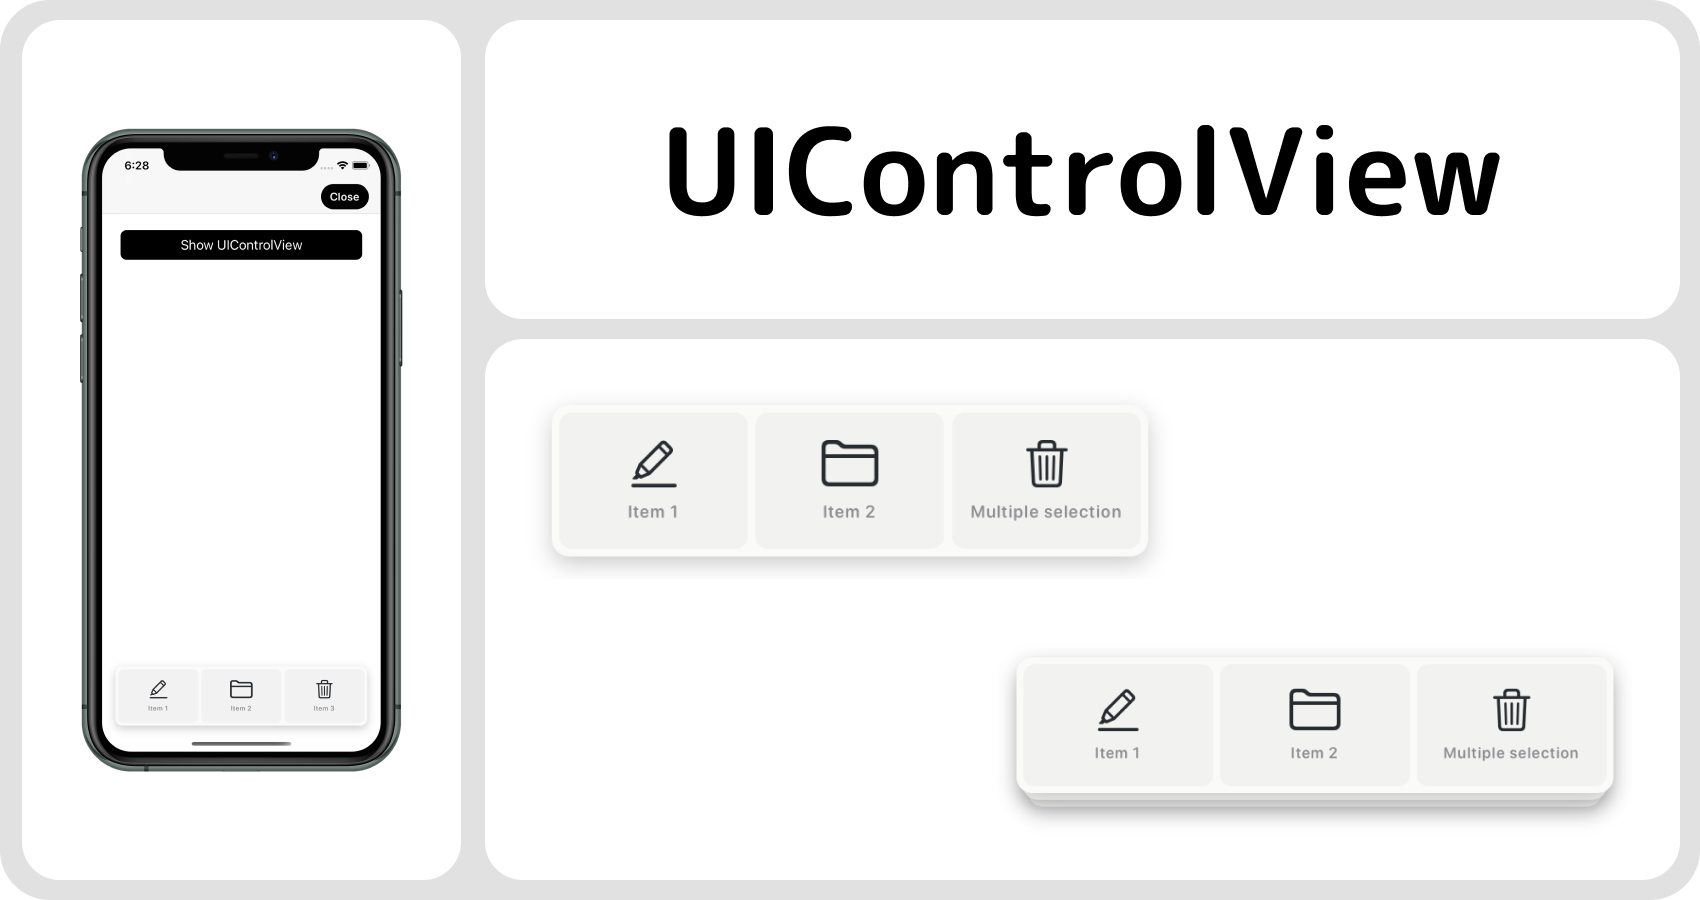 6:28
Close
Show UIControlView
Item 1
Item 2
Item 3
UIControlView
Item 1
Item 2
Multiple selection
Item 1
Item 2
Multiple selection